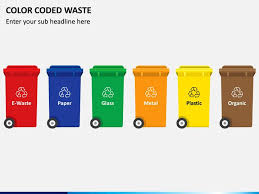 COLOR CODED WASTE
Enter your sub headline here
E-Waste Paper Glass Metal Plastic Organic